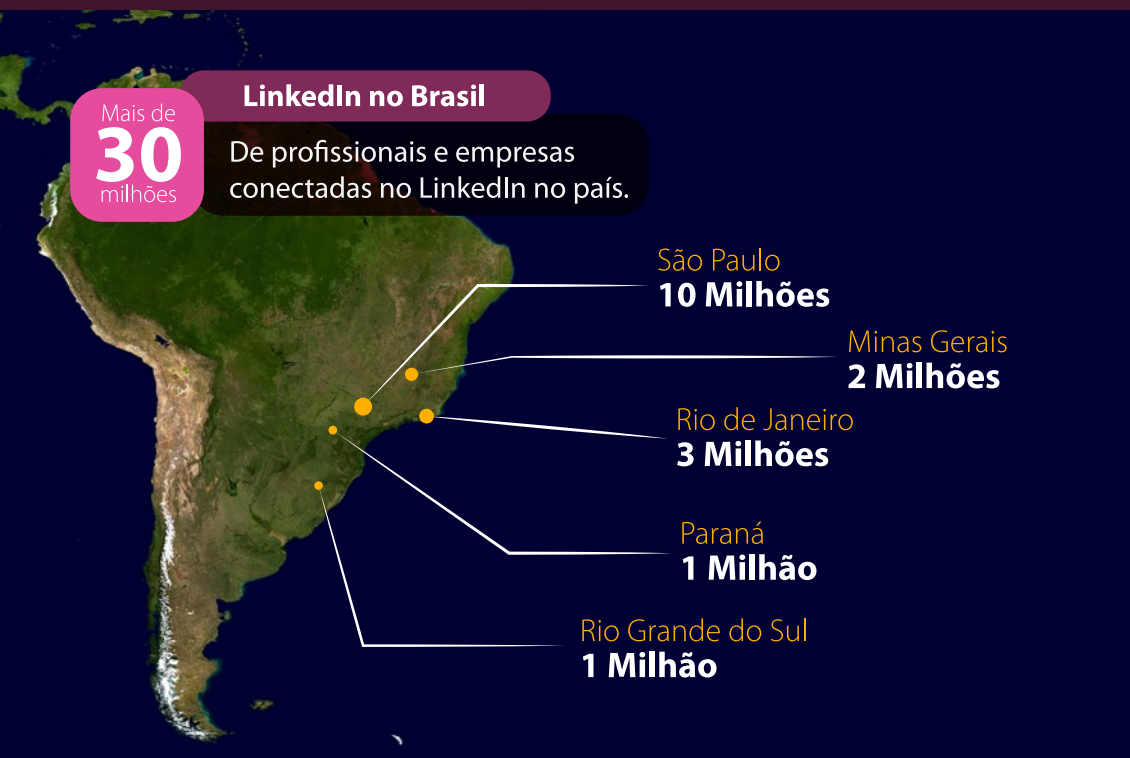 LinkedIn no Brasil
Mais de
30
milhões
De profissionais e empresas
conectadas no LinkedIn no país.
São Paulo
10 Milhões
Minas Gerais
2 Milhões
Rio de Janeiro
3 Milhões
Paraná
1 Milhão
Rio Grande do Sul
1 Milhão